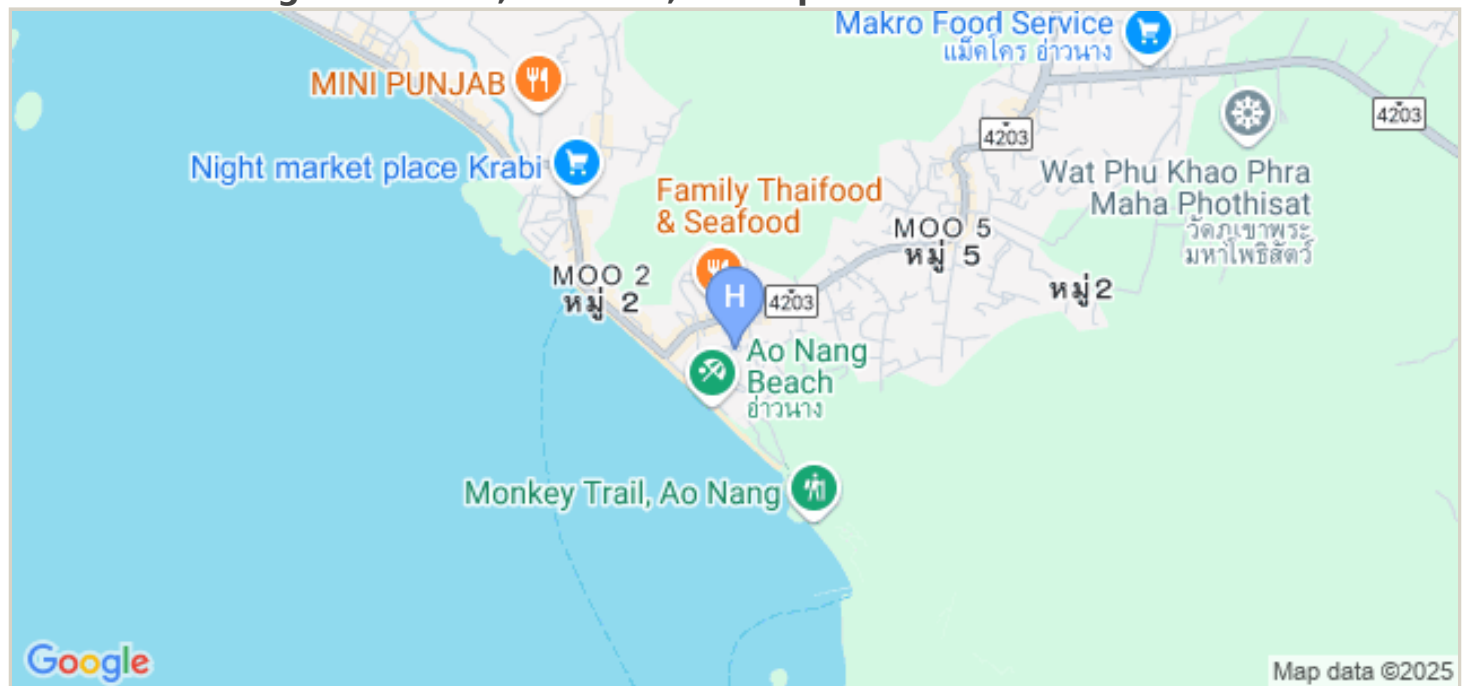 Makro Food Service
แม็คโคร อ่าวนาง
MINI PUNJAB
4203
4203
Night market place Krabi
Wat Phu Khao Phra
Maha Phothisat
วัดภูเขาพระ
มหาโพธิสัตว์
Family Thaifood
& Seafood
MOO 5
หมู่ 5
MOO 2
หมู่ 2
หมู่2
H
4203
Ao Nang
Beach
อ่าวนาง
Monkey Trail, Ao Nang
Google
Map data ©2025